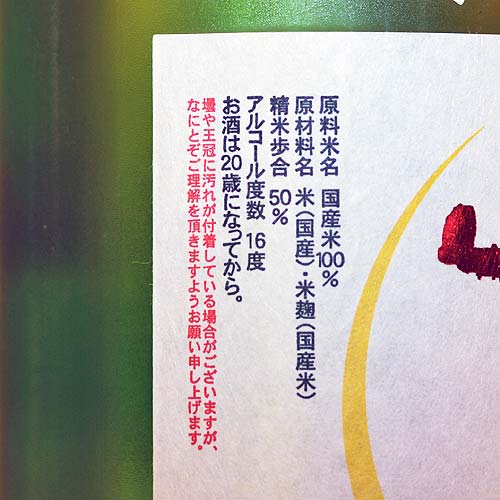 原料米名 国産米100%
原材料名 米(国産)・米麹(国産米)
精米歩合 50%
アルコール度数 16度
お酒は20歳になってから。
壜や王冠に汚れが付着している場合がございますが、
なにとぞご理解を頂きますようお願い申し上げます。